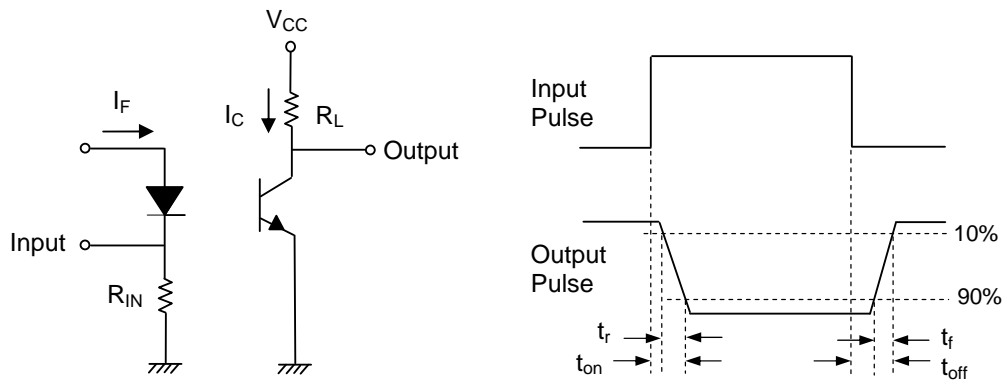 V_CC
I_F
I_C
R_L
Output
Input
R_IN
Input
Pulse
Output
Pulse
10%
90%
t_r
t_f
t_on
t_off